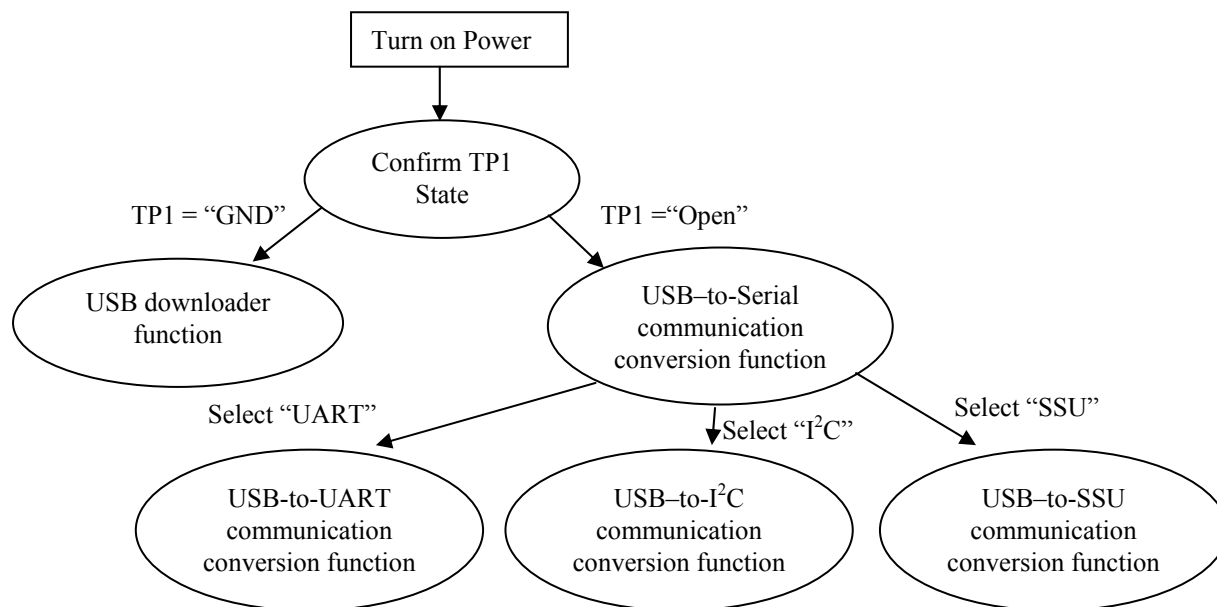 Turn on Power
Confirm TP1
State
TP1 = “GND”
TP1 =“Open”
USB downloader
function
USB–to-Serial
communication
conversion function
Select “UART”
Select “I²C”
Select “SSU”
USB-to-UART
communication
conversion function
USB–to-I²C
communication
conversion function
USB–to-SSU
communication
conversion function